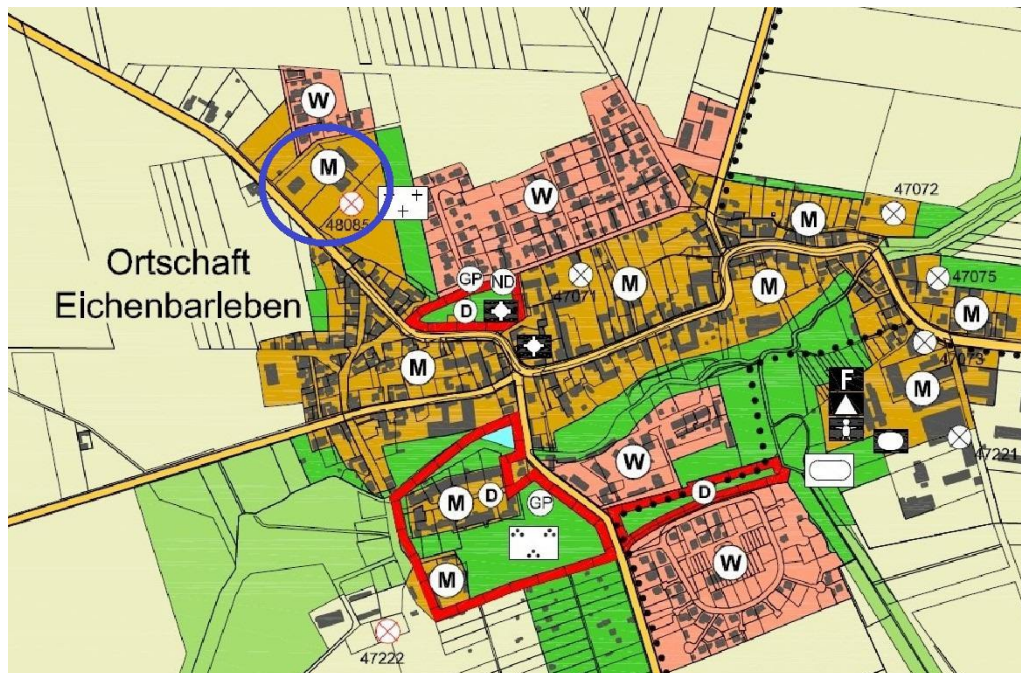 W
M
48085
W
M
47072
Ortschaft
Eichenbarleben
GP
ND
D
47071
M
M
47075
M
47073
M
M
F
47221
W
M
D
GP
D
M
W
47222